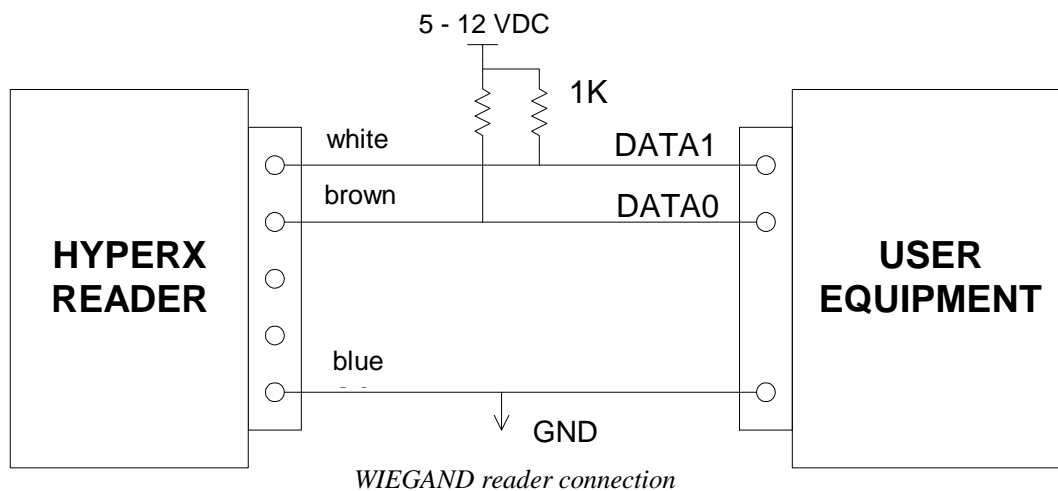 5 - 12 VDC
1K
white
DATA1
brown
DATA0
HYPERX
READER
USER
EQUIPMENT
blue
GND
WIEGAND reader connection